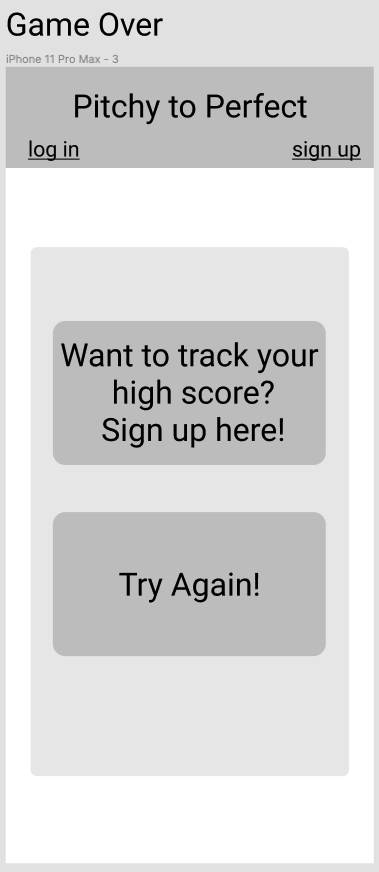 Game Over
iPhone 11 Pro Max - 3
Pitchy to Perfect
log in
sign up
Want to track your
high score?
Sign up here!
Try Again!